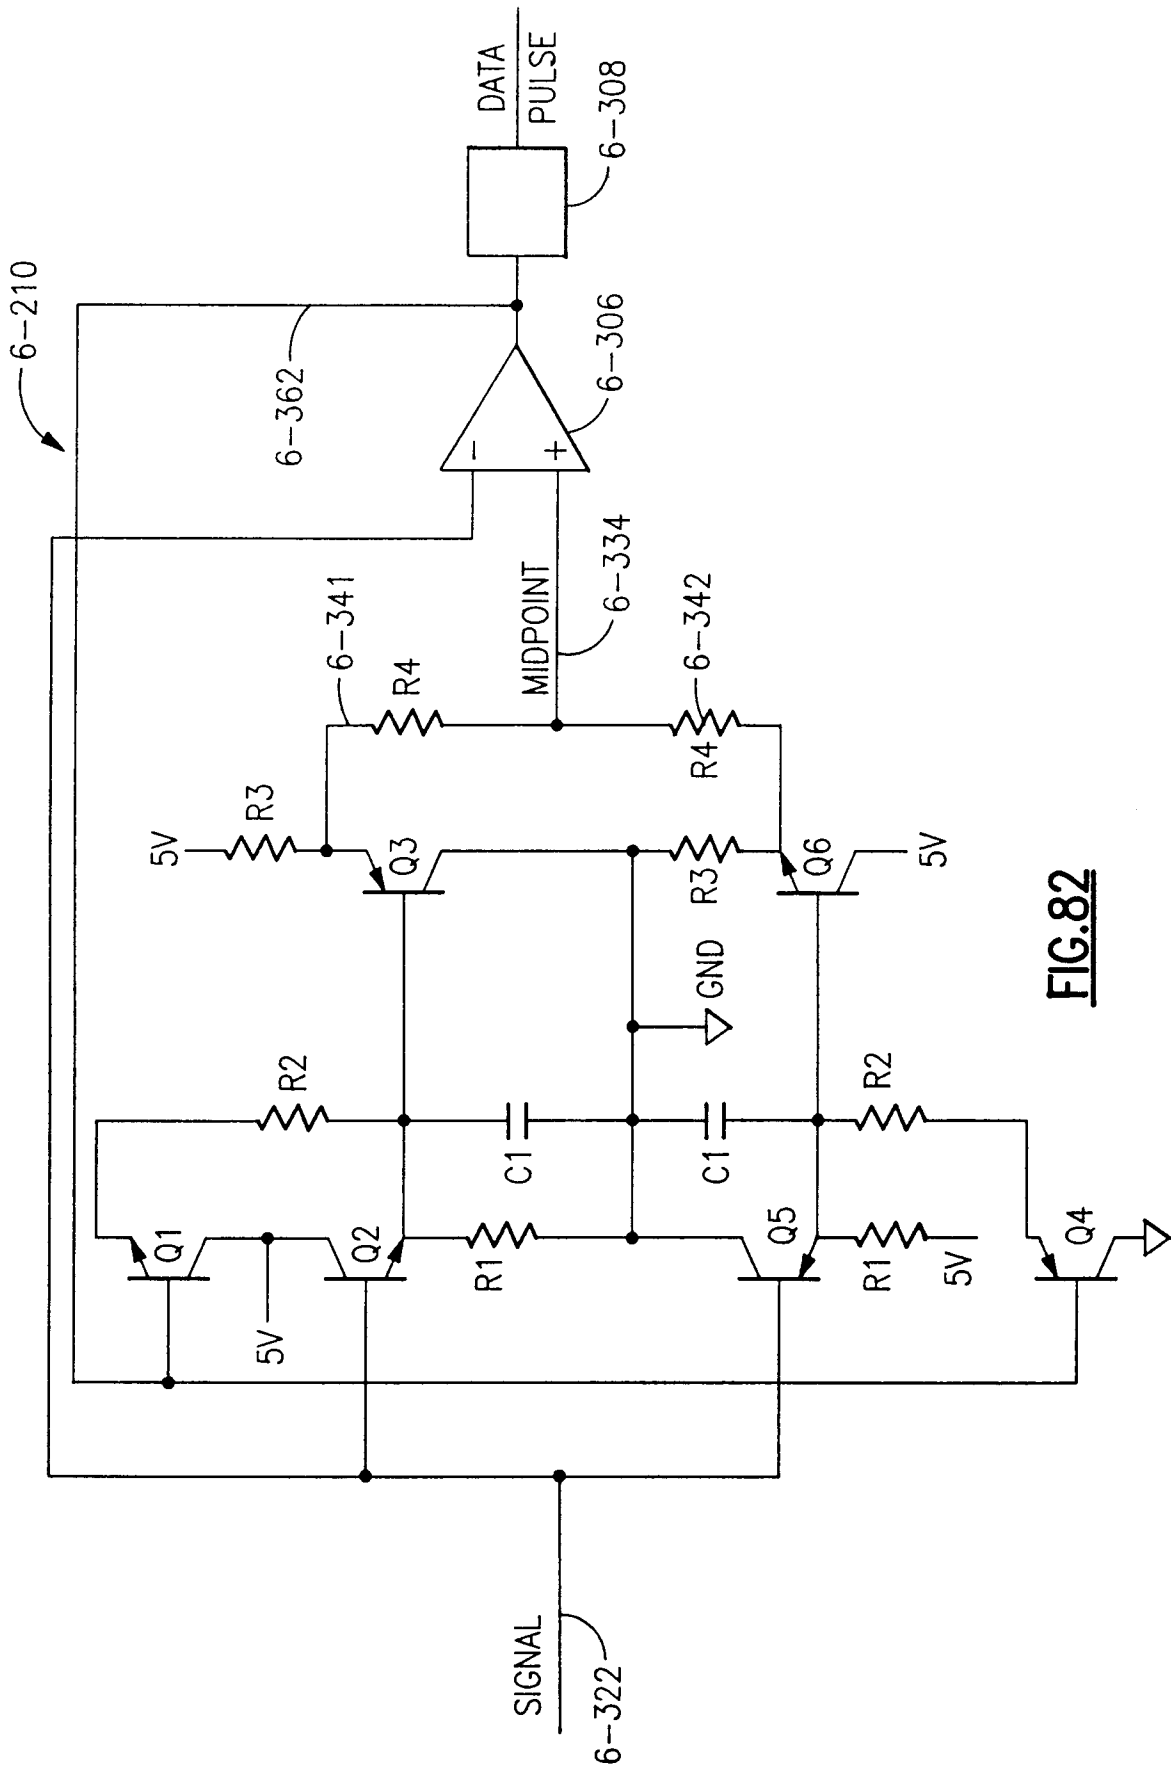 6-210
DATA
PULSE
6-308
6-362
6-306
-
+
6-341
MIDPOINT
6-334
R4
6-342
R4
5V
R3
Q3
R3
Q6
5V
GND
R2
C1
C1
R2
Q1
5V
Q2
R1
Q5
R1
5V
Q4
SIGNAL
6-322
FIG.82